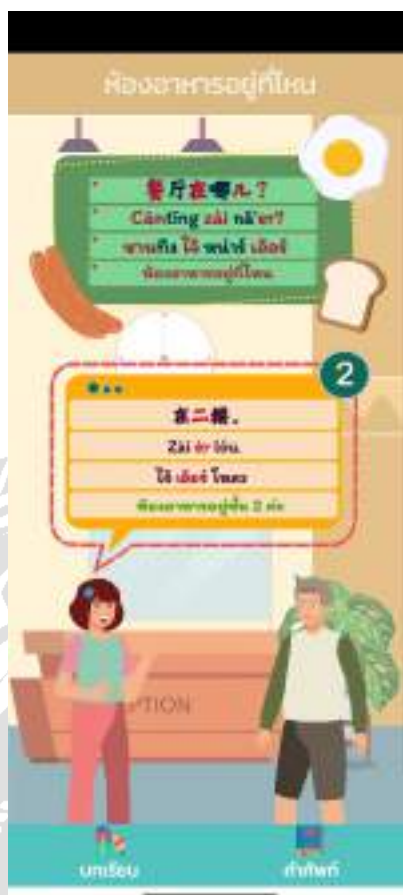 ห้องอาหารอยู่ที่ไหน
餐厅在哪儿？
Cāntīng zài nǎ'er?
ชานทิง ไจ้ หน่าร์ เอ๋อร์
ห้องอาหารอยู่ที่ไหน
2
在二楼。
Zài èr lóu.
ไจ้ เอ้อร์ โหลว
ห้องอาหารอยู่ชั้น 2 ค่ะ
PTION
บทเรียน
คำศัพท์